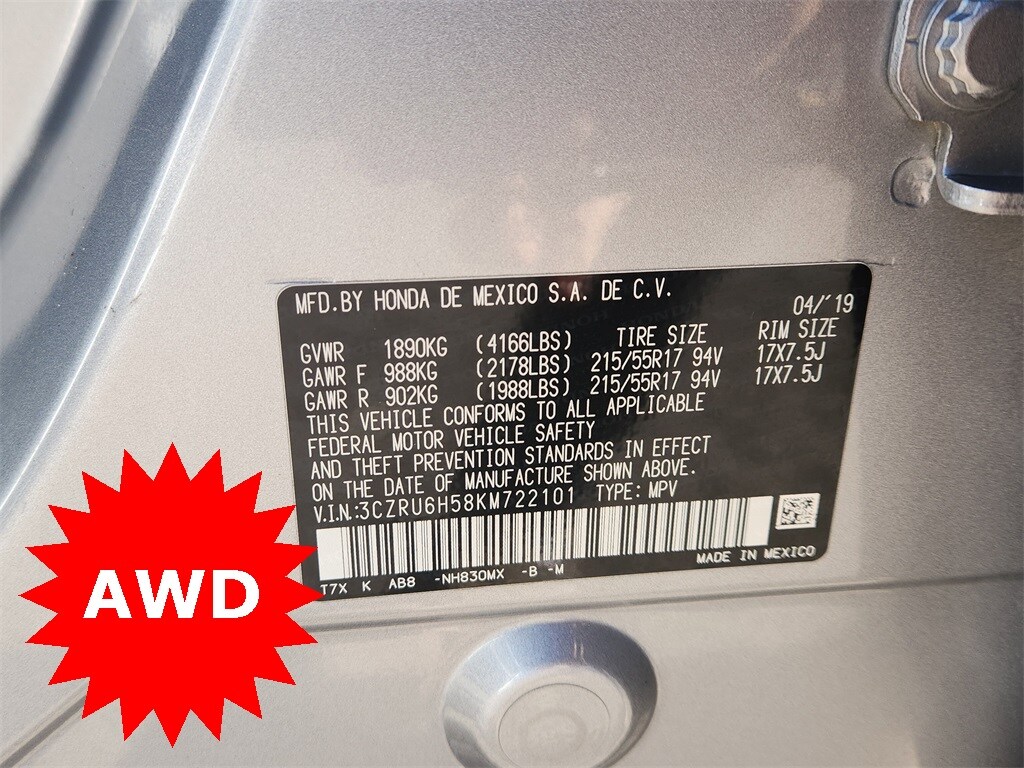 MFD.BY HONDA DE MEXICO S.A. DE C.V.
04/'19
GVWR 1890KG (4166LBS) TIRE SIZE RIM SIZE
GAWR F 988KG (2178LBS) 215/55R17 94V 17X7.5J
GAWR R 902KG (1988LBS) 215/55R17 94V 17X7.5J
THIS VEHICLE CONFORMS TO ALL APPLICABLE
FEDERAL MOTOR VEHICLE SAFETY
AND THEFT PREVENTION STANDARDS IN EFFECT
ON THE DATE OF MANUFACTURE SHOWN ABOVE.
V.I.N.:3CZRU6H58KM722101 TYPE: MPV
T7X K AB8 -NH830MX -B -M MADE IN MEXICO
AWD